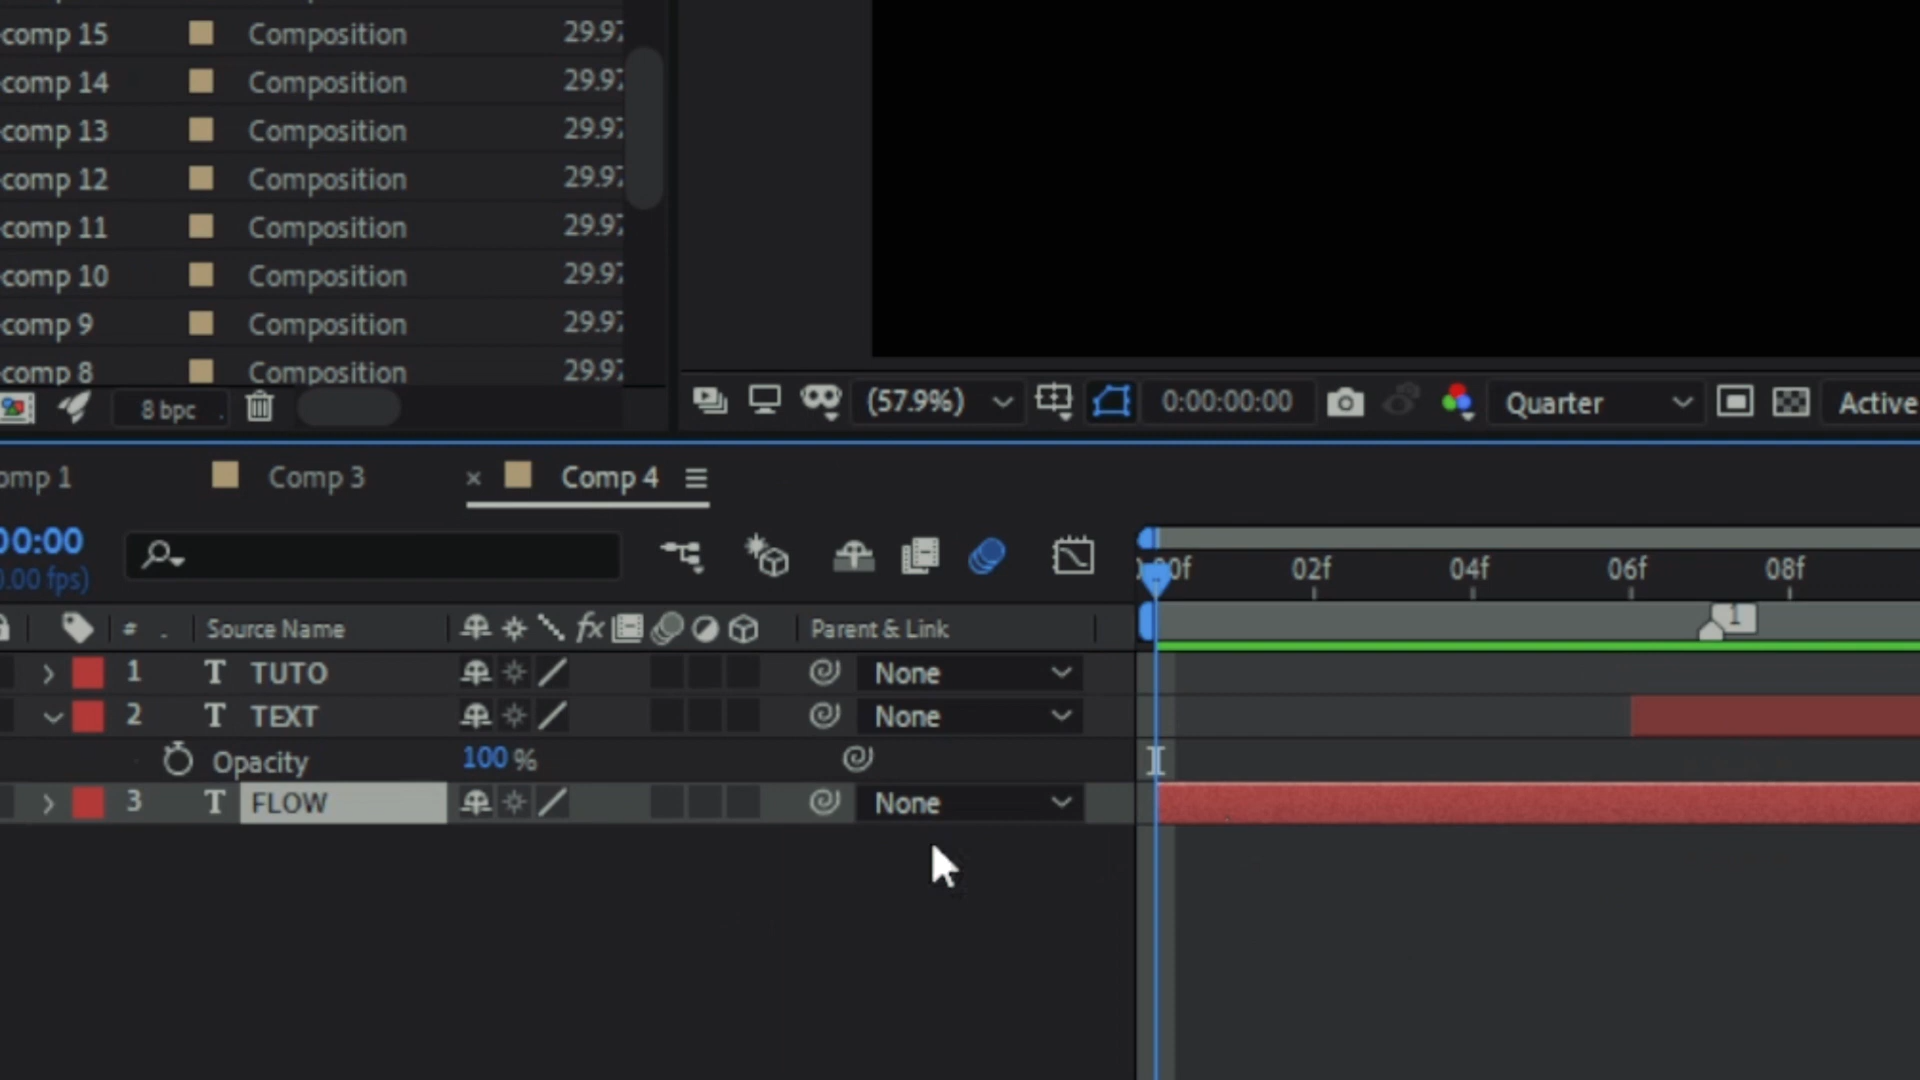 -comp 15 Composition 29.97
-comp 14 Composition 29.97
-comp 13 Composition 29.97
-comp 12 Composition 29.97
-comp 11 Composition 29.97
-comp 10 Composition 29.97
-comp 9 Composition 29.97
-comp 8 Composition 29.97
8 bpc
(57.9%) 0:00:00:00 Quarter Active
omp 1 Comp 3 × Comp 4
00:00
0.00 fps)
00f 02f 04f 06f 08f
# . Source Name fx Parent & Link
1
1 T TUTO None
2 T TEXT None
Opacity 100 %
3 T FLOW None